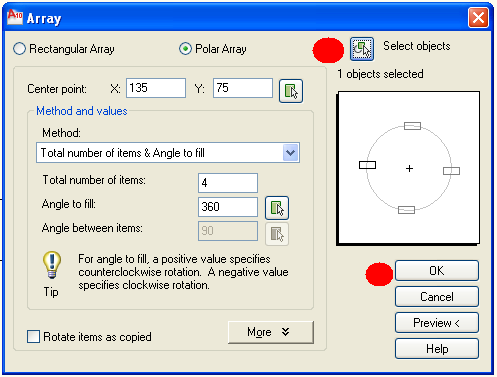 A10 Array
Rectangular Array
Polar Array
Select objects
1 objects selected
Center point: X: 135 Y: 75
Method and values
Method:
Total number of items & Angle to fill
Total number of items: 4
Angle to fill: 360
Angle between items: 90
For angle to fill, a positive value specifies
counterclockwise rotation. A negative value
specifies clockwise rotation.
Tip
Rotate items as copied
More
OK
Cancel
Preview <
Help